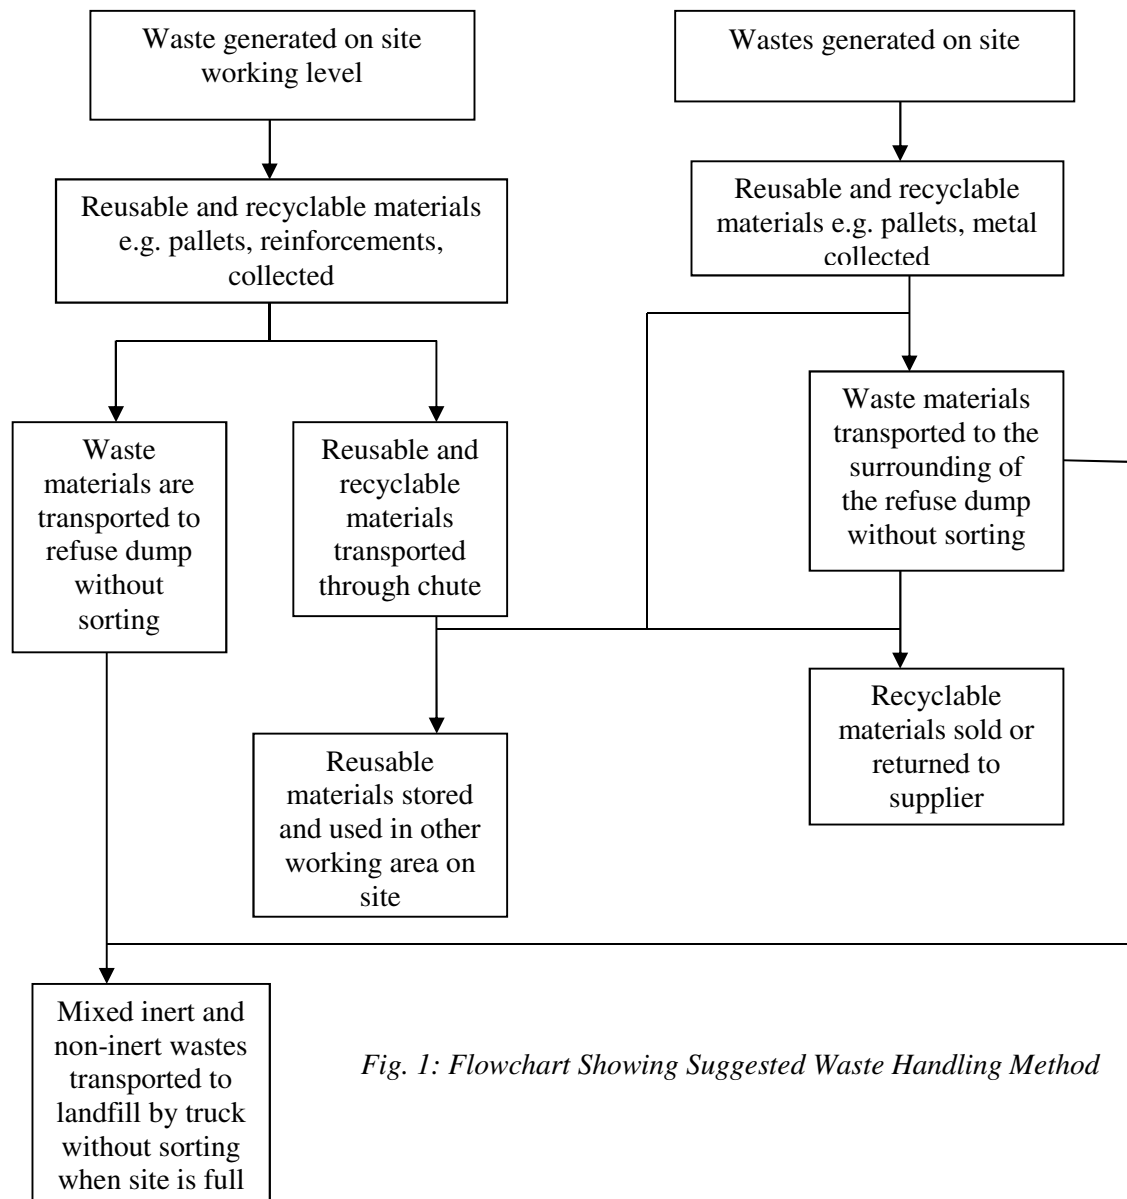 Waste generated on site
working level
Wastes generated on site
Reusable and recyclable materials
e.g. pallets, reinforcements,
collected
Reusable and recyclable
materials e.g. pallets, metal
collected
Waste
materials are
transported to
refuse dump
without
sorting
Reusable and
recyclable
materials
transported
through chute
Waste materials
transported to the
surrounding of
the refuse dump
without sorting
Reusable
materials stored
and used in other
working area on
site
Recyclable
materials sold or
returned to
supplier
Mixed inert and
non-inert wastes
transported to
landfill by truck
without sorting
when site is full
Fig. 1: Flowchart Showing Suggested Waste Handling Method